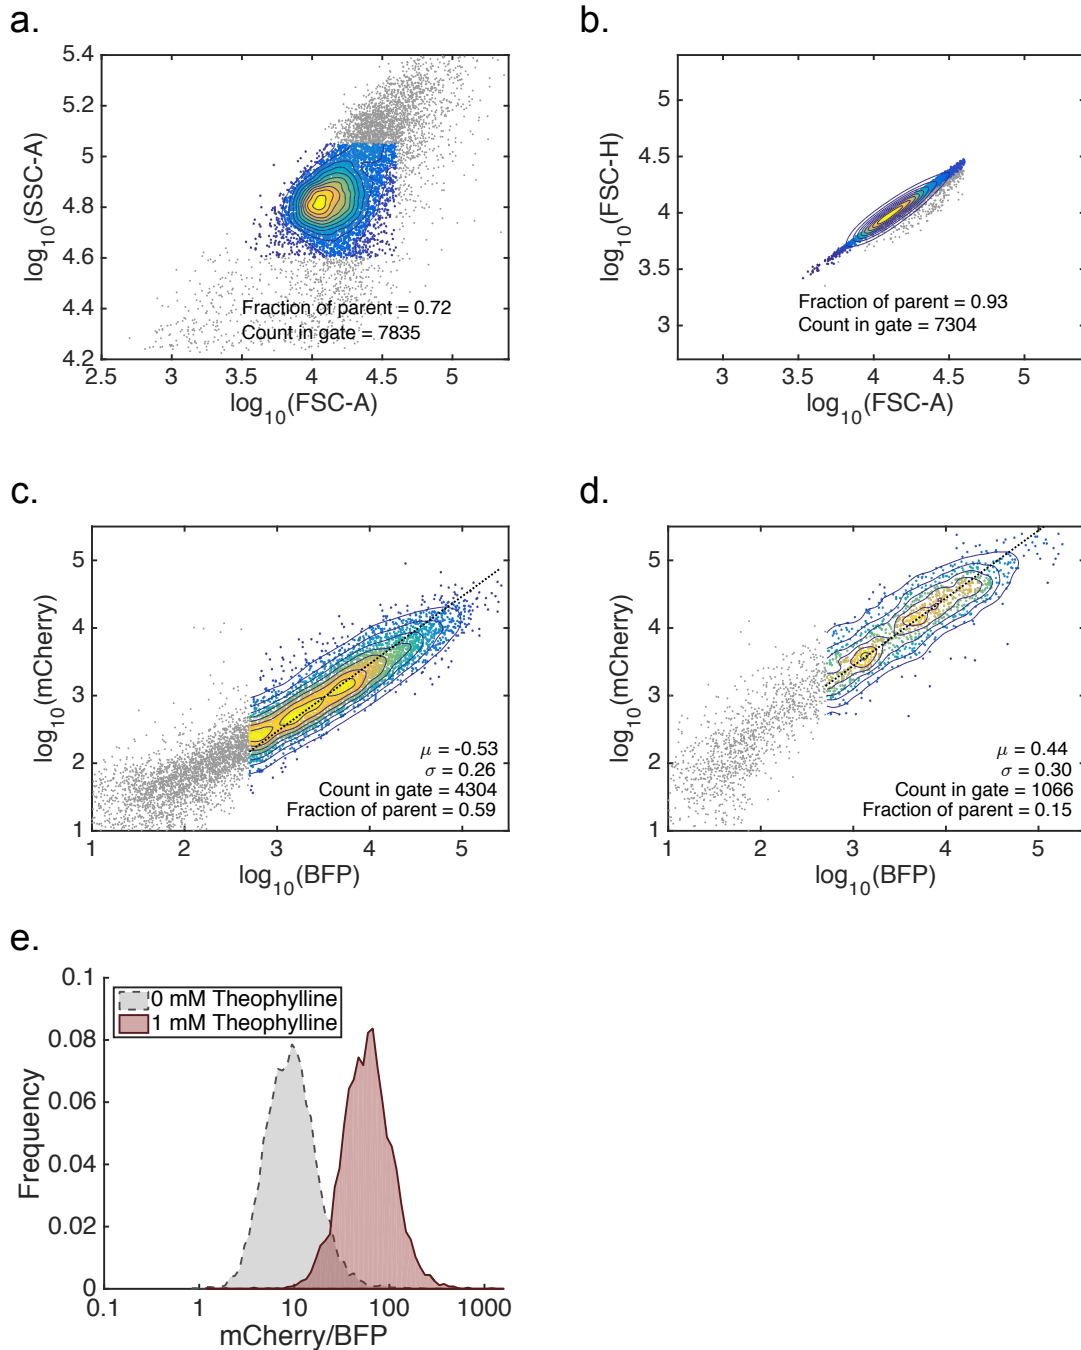 a.
5.4
5.2
5
4.8
4.6
4.4
4.2
log10(SSC-A)
Fraction of parent = 0.72
Count in gate = 7835
2.5 3 3.5 4 4.5 5
log10(FSC-A)
b.
5
4.5
4
3.5
3
log10(FSC-H)
Fraction of parent = 0.93
Count in gate = 7304
3 3.5 4 4.5 5
log10(FSC-A)
c.
5
4
3
2
1
log10(mCherry)
μ = -0.53
σ = 0.26
Count in gate = 4304
Fraction of parent = 0.59
1 2 3 4 5
log10(BFP)
d.
5
4
3
2
1
log10(mCherry)
μ = 0.44
σ = 0.30
Count in gate = 1066
Fraction of parent = 0.15
1 2 3 4 5
log10(BFP)
e.
0.1
0.08
0.06
0.04
0.02
0
Frequency
0 mM Theophylline
1 mM Theophylline
0.1 1 10 100 1000
mCherry/BFP